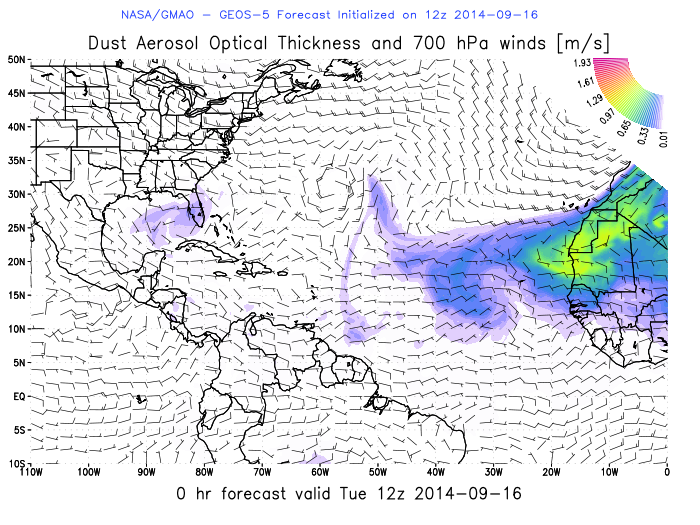 NASA/GMAO - GEOS-5 Forecast Initialized on 12z 2014-09-16
Dust Aerosol Optical Thickness and 700 hPa winds [m/s]
1.93
1.61
1.29
0.97
0.65
0.33
0.01
50N
45N
40N
35N
30N
25N
20N
15N
10N
5N
EQ
5S
10S
110W 100W 90W 80W 70W 60W 50W 40W 30W 20W 10W 0
0 hr forecast valid Tue 12z 2014-09-16